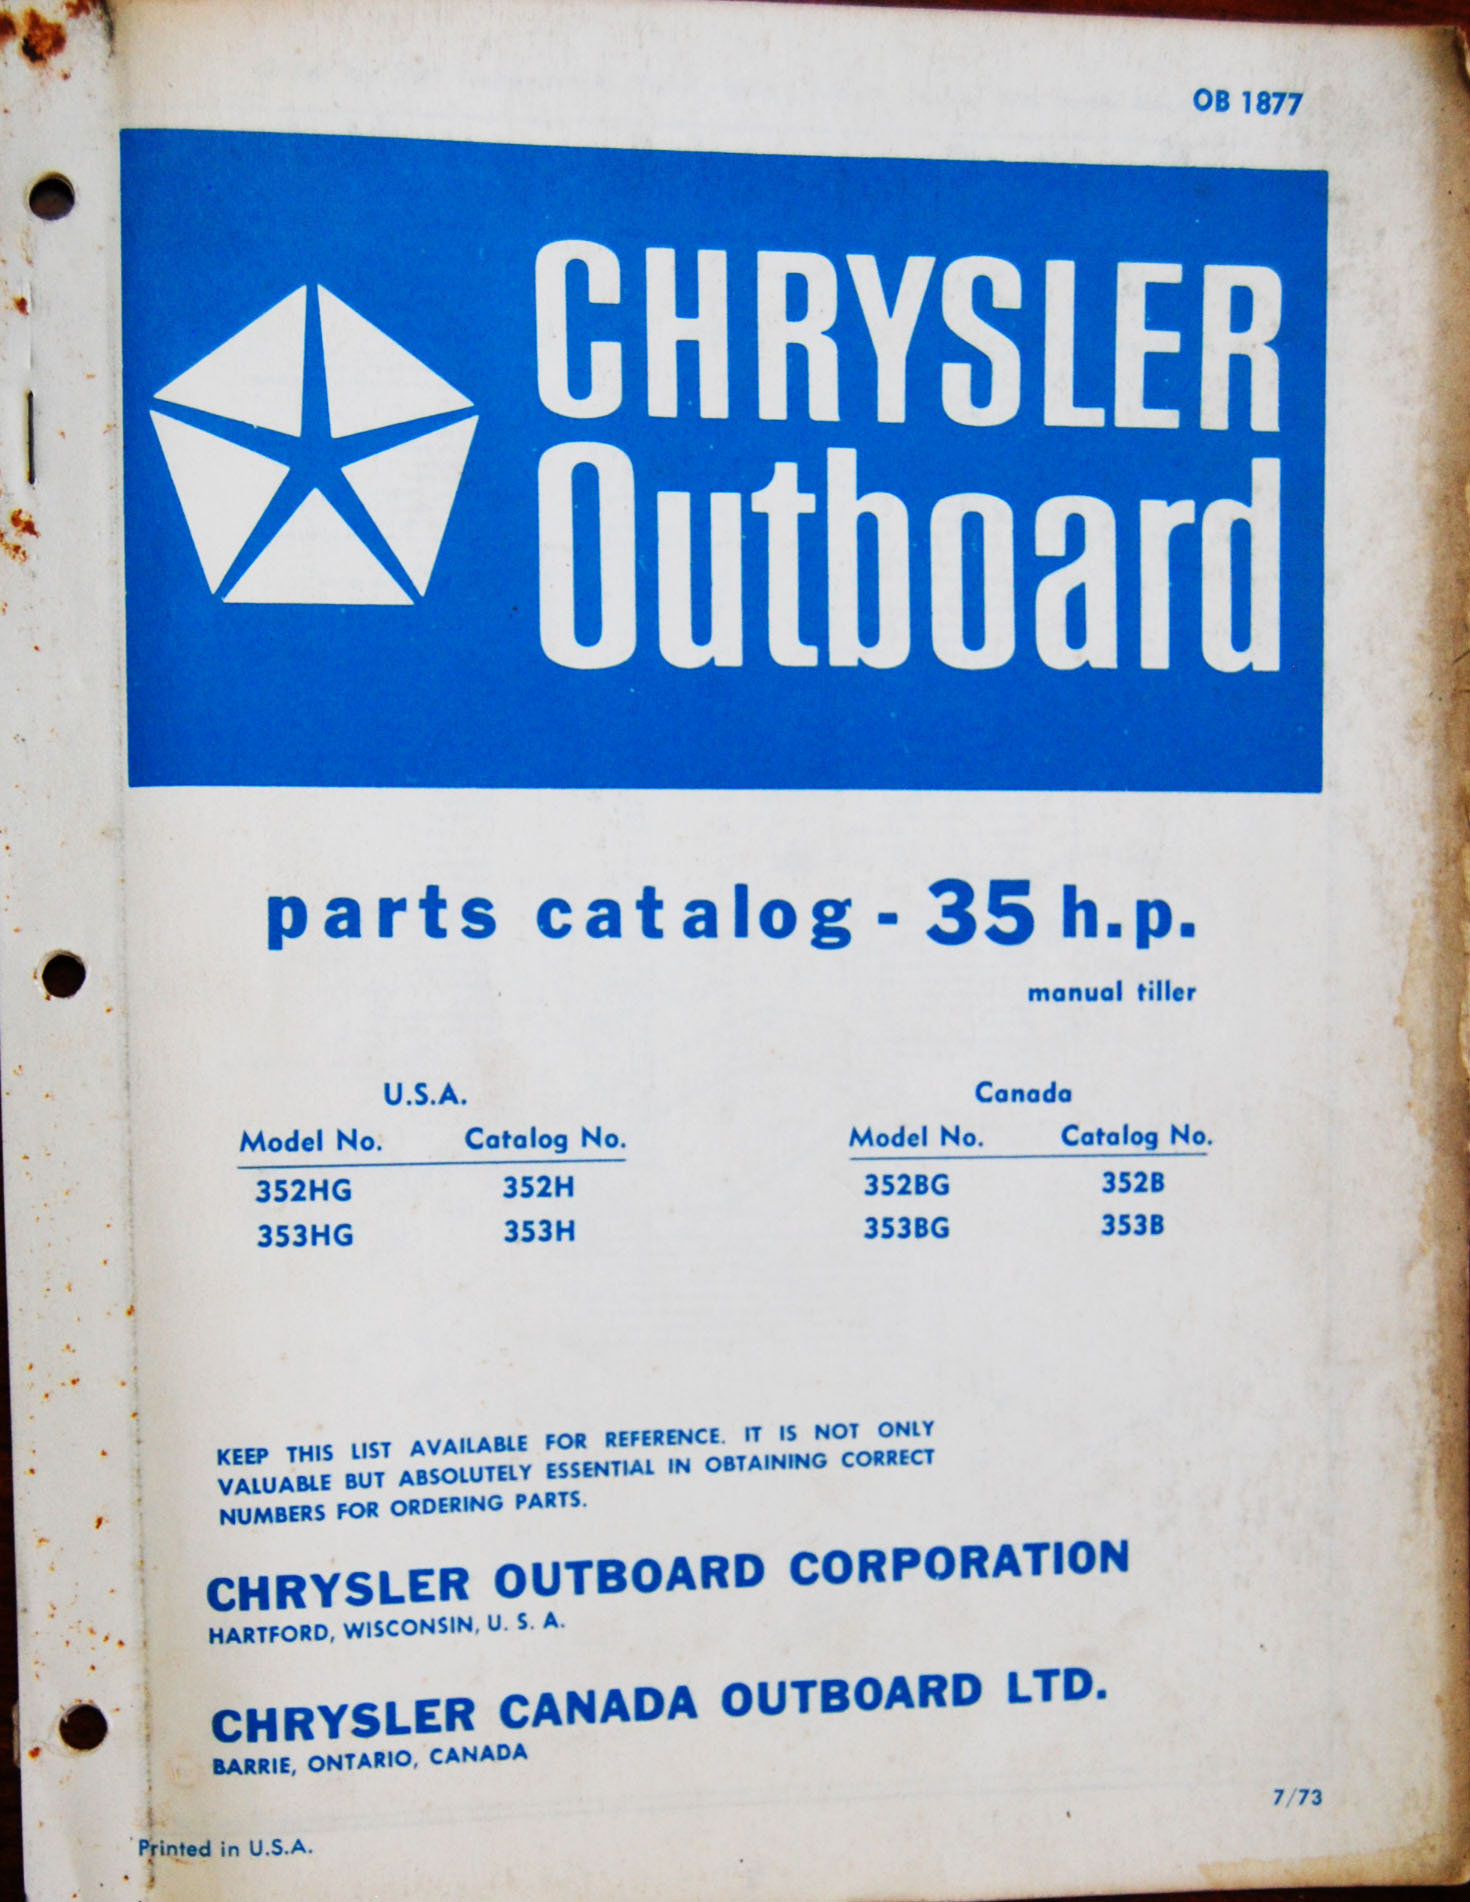 OB 1877
CHRYSLER
Outboard
parts catalog - 35 h.p.
manual tiller
U.S.A. Canada
Model No. Catalog No. Model No. Catalog No.
352HG 352H 352BG 352B
353HG 353H 353BG 353B
KEEP THIS LIST AVAILABLE FOR REFERENCE. IT IS NOT ONLY
VALUABLE BUT ABSOLUTELY ESSENTIAL IN OBTAINING CORRECT
NUMBERS FOR ORDERING PARTS.
CHRYSLER OUTBOARD CORPORATION
HARTFORD, WISCONSIN, U. S. A.
CHRYSLER CANADA OUTBOARD LTD.
BARRIE, ONTARIO, CANADA
7/73
Printed in U.S.A.